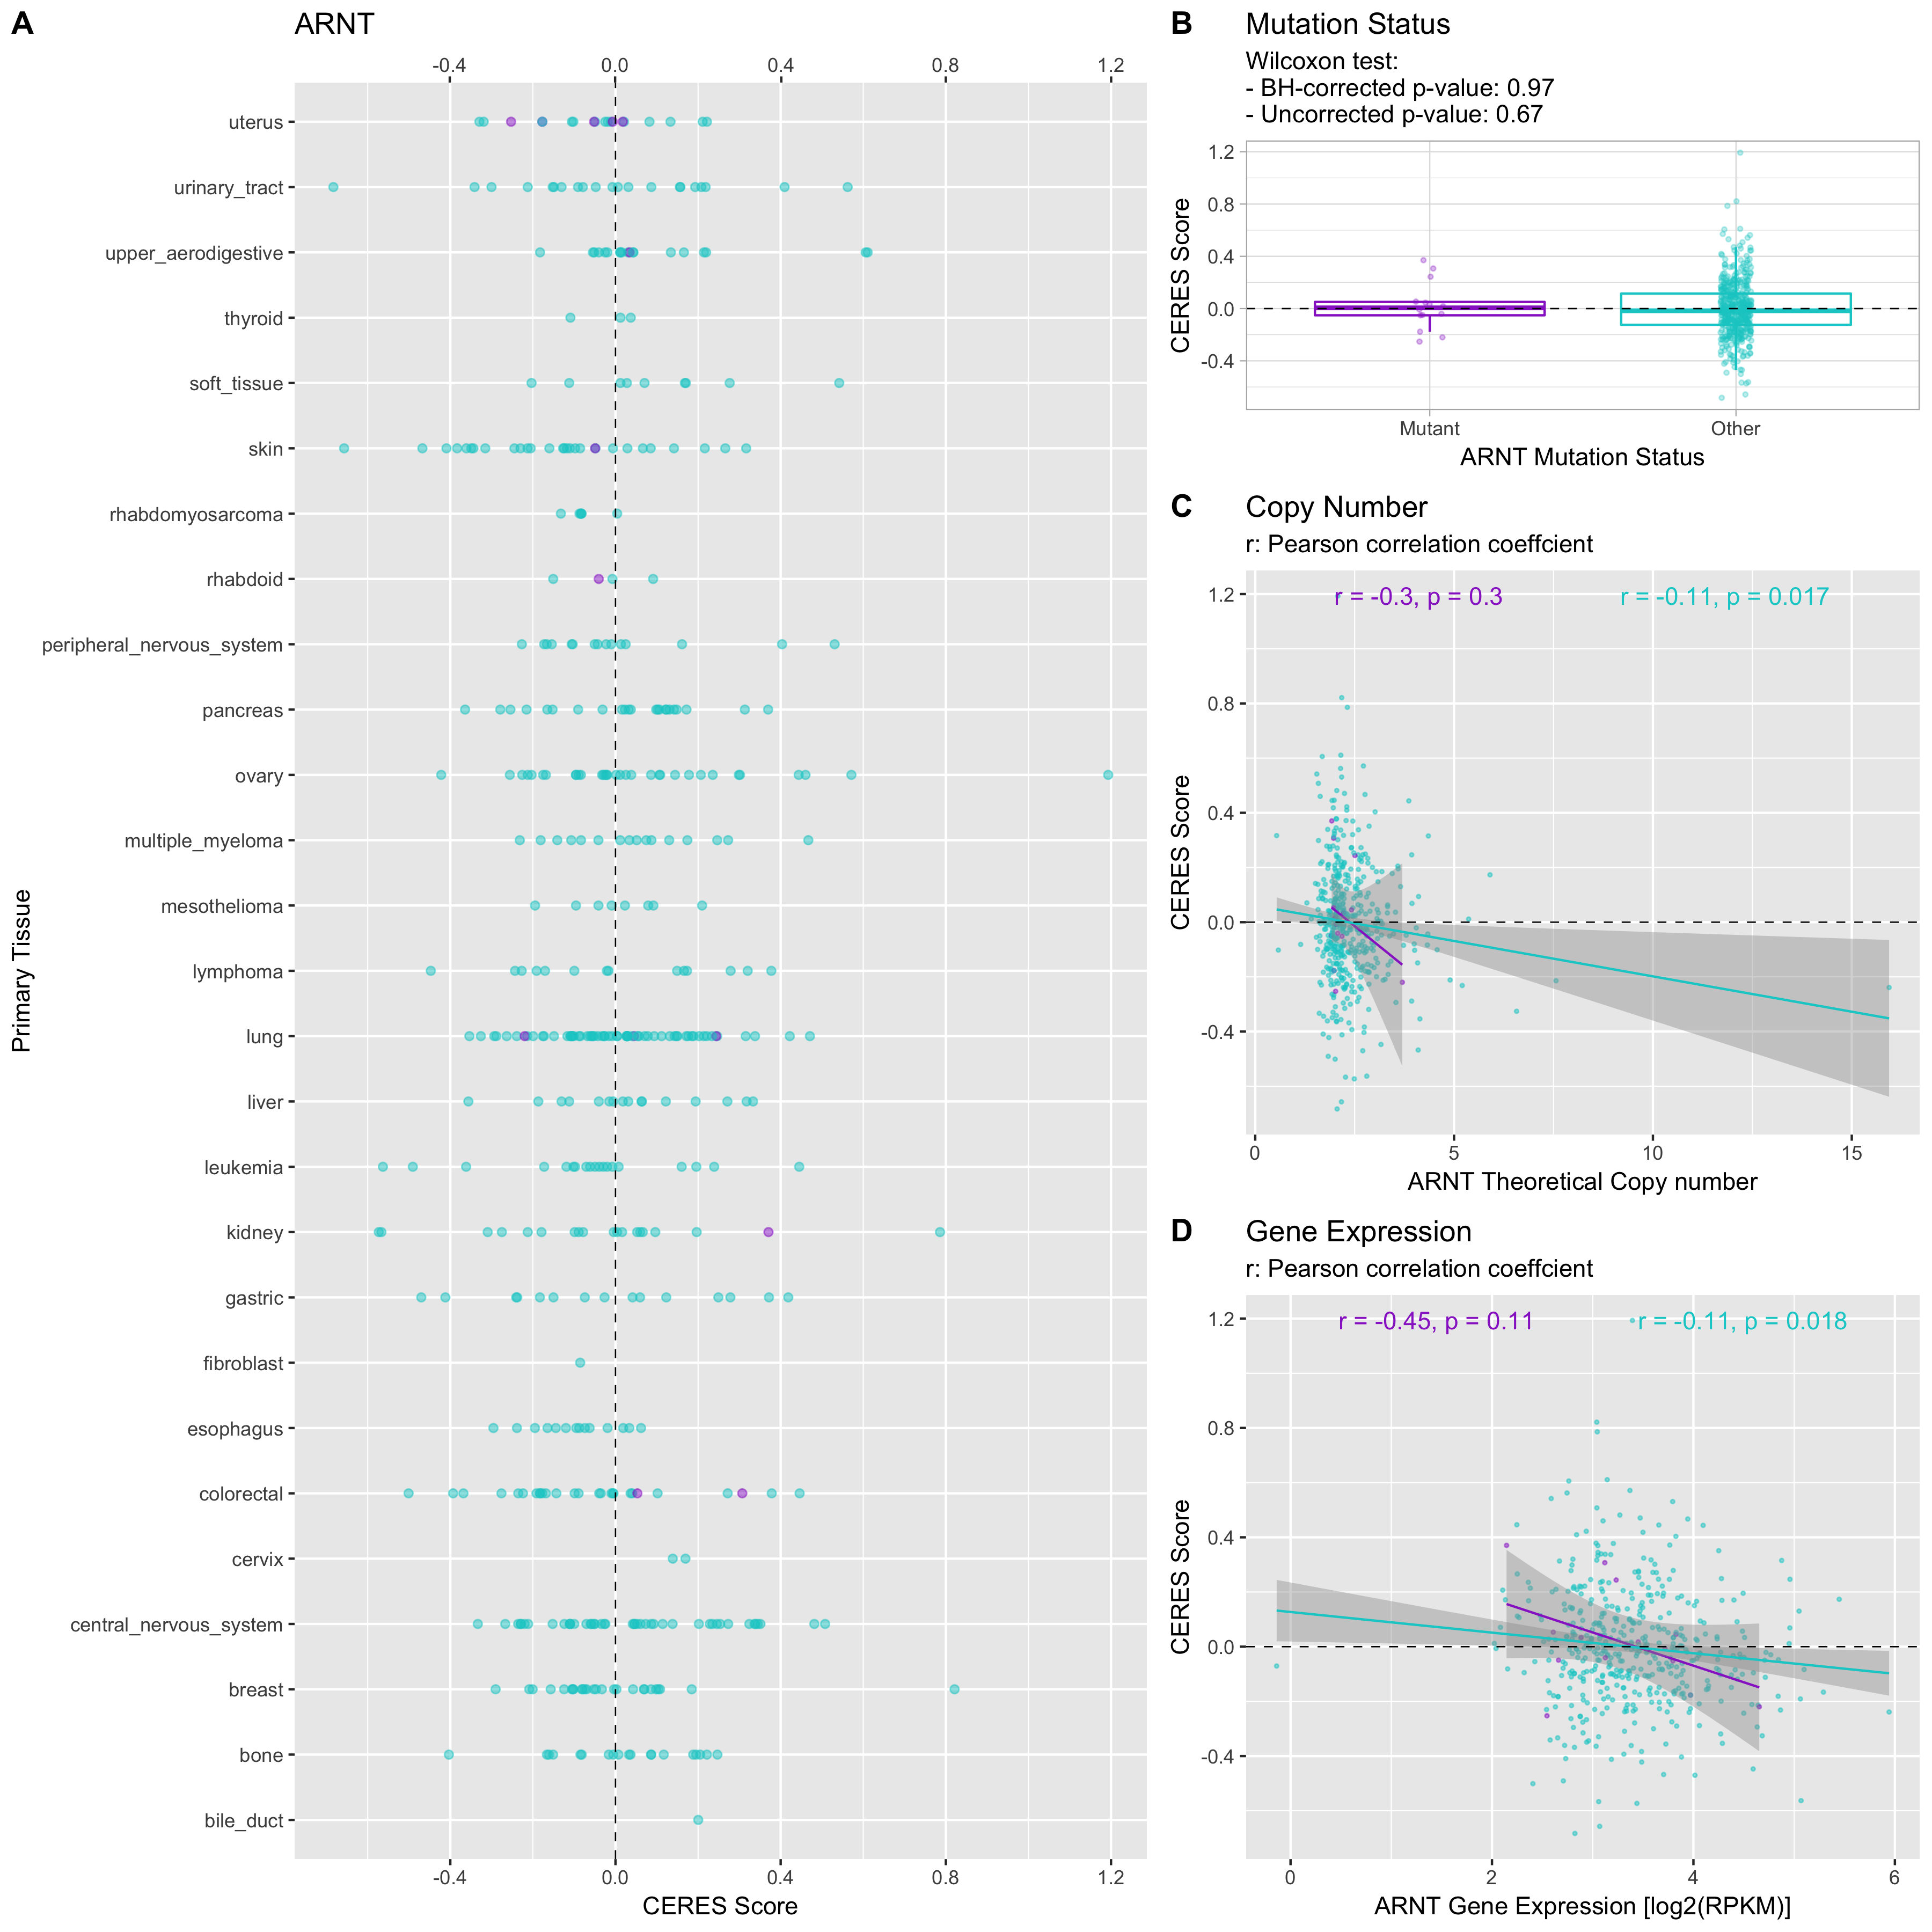 A
ARNT
-0.4 0.0 0.4 0.8 1.2
uterus
urinary_tract
upper_aerodigestive
thyroid
soft_tissue
skin
rhabdomyosarcoma
rhabdoid
peripheral_nervous_system
pancreas
ovary
multiple_myeloma
mesothelioma
lymphoma
lung
liver
leukemia
kidney
gastric
fibroblast
esophagus
colorectal
cervix
central_nervous_system
breast
bone
bile_duct
Primary Tissue
-0.4 0.0 0.4 0.8 1.2
CERES Score
B
Mutation Status
Wilcoxon test:
- BH-corrected p-value: 0.97
- Uncorrected p-value: 0.67
1.2
0.8
0.4
0.0
-0.4
CERES Score
Mutant Other
ARNT Mutation Status
C
Copy Number
r: Pearson correlation coeffcient
r = -0.3, p = 0.3 r = -0.11, p = 0.017
1.2
0.8
0.4
0.0
-0.4
CERES Score
0 5 10 15
ARNT Theoretical Copy number
D
Gene Expression
r: Pearson correlation coeffcient
r = -0.45, p = 0.11 r = -0.11, p = 0.018
1.2
0.8
0.4
0.0
-0.4
CERES Score
0 2 4 6
ARNT Gene Expression [log2(RPKM)]